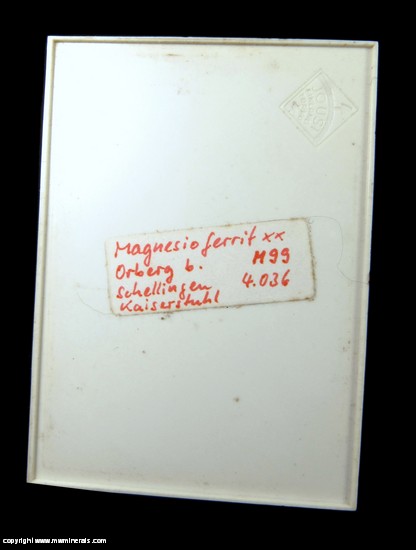 Magnesioferrit xx
Orberg b. M99
Schellingen 4.036
Kaiserstuhl
copyright www.mwminerals.com